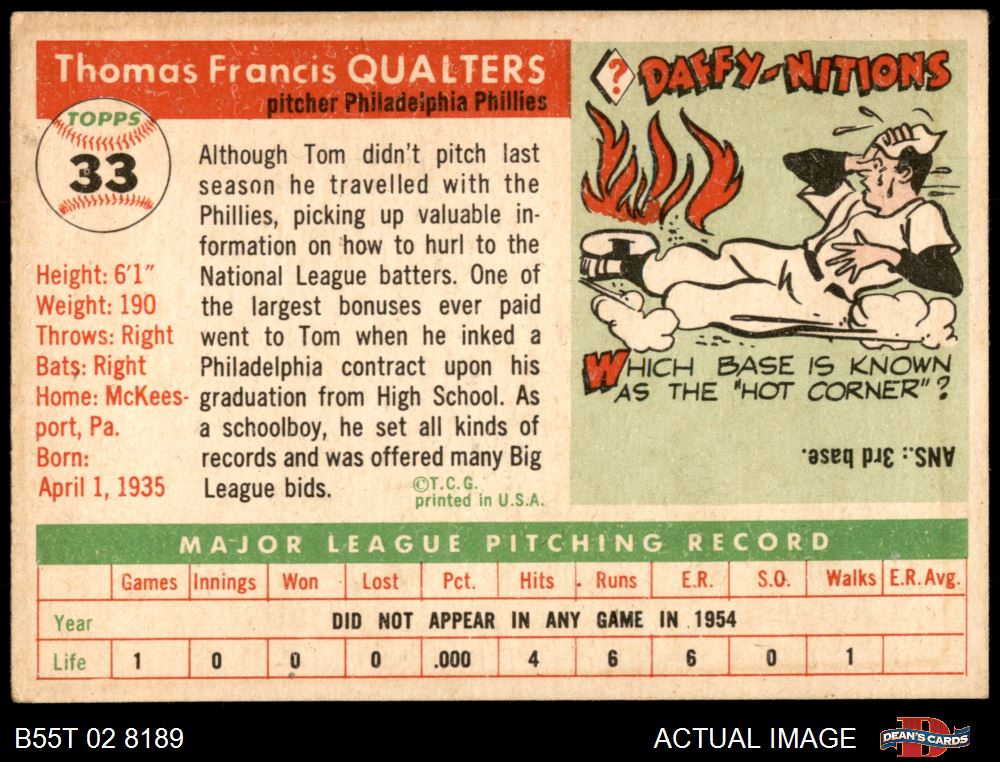 Thomas Francis QUALTERS
pitcher Philadelphia Phillies
TOPPS
33
Height: 6'1"
Weight: 190
Throws: Right
Bats: Right
Home: McKees-
port, Pa.
Born:
April 1, 1935
Although Tom didn't pitch last
season he travelled with the
Phillies, picking up valuable in-
formation on how to hurl to the
National League batters. One of
the largest bonuses ever paid
went to Tom when he inked a
Philadelphia contract upon his
graduation from High School. As
a schoolboy, he set all kinds of
records and was offered many Big
League bids.
©T.C.G.
printed in U.S.A.
? DAFFY-NITIONS
WHICH BASE IS KNOWN
AS THE "HOT CORNER"?
ANS.: 3rd base.
MAJOR LEAGUE PITCHING RECORD
Games Innings Won Lost Pct. Hits Runs E.R. S.O. Walks E.R.Avg.
Year DID NOT APPEAR IN ANY GAME IN 1954
Life 1 0 0 0 .000 4 6 6 0 1
B55T 02 8189
ACTUAL IMAGE
D DEAN'S CARDS